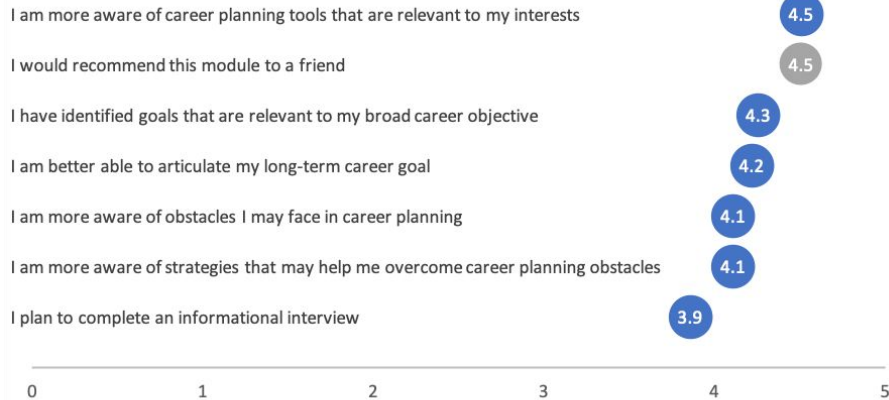 I am more aware of career planning tools that are relevant to my interests 4.5
I would recommend this module to a friend 4.5
I have identified goals that are relevant to my broad career objective 4.3
I am better able to articulate my long-term career goal 4.2
I am more aware of obstacles I may face in career planning 4.1
I am more aware of strategies that may help me overcome career planning obstacles 4.1
I plan to complete an informational interview 3.9
0 1 2 3 4 5